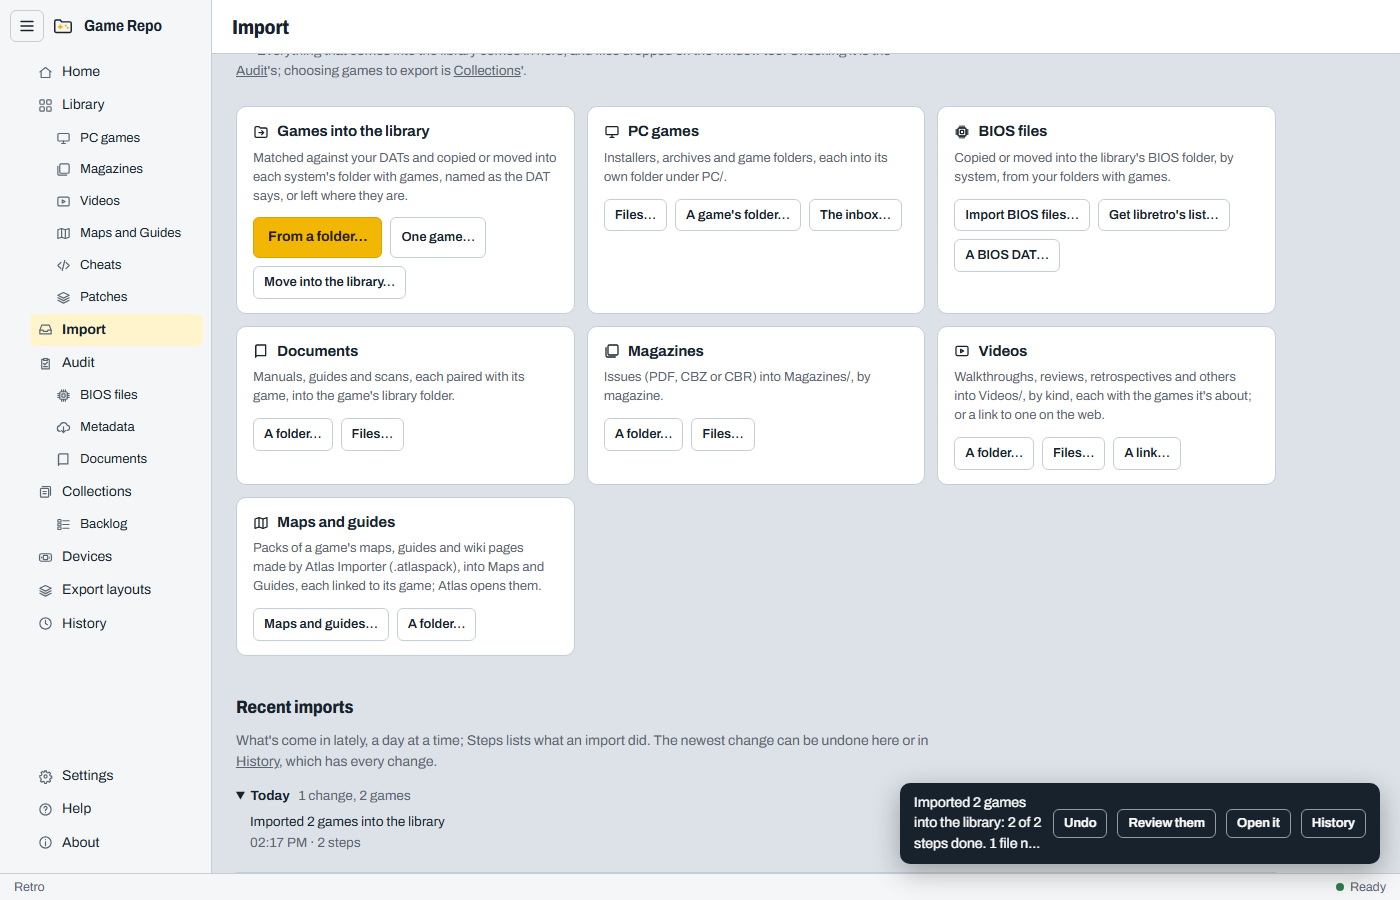 Game Repo
Import
Home
Library
PC games
Magazines
Videos
Maps and Guides
Cheats
Patches
Import
Audit
BIOS files
Metadata
Documents
Collections
Backlog
Devices
Export layouts
History
Settings
Help
About
Audit's; choosing games to export is Collections'.
Games into the library
Matched against your DATs and copied or moved into
each system's folder with games, named as the DAT
says, or left where they are.
From a folder...
One game...
Move into the library...
PC games
Installers, archives and game folders, each into its
own folder under PC/.
Files...
A game's folder...
The inbox...
BIOS files
Copied or moved into the library's BIOS folder, by
system, from your folders with games.
Import BIOS files...
Get libretro's list...
A BIOS DAT...
Documents
Manuals, guides and scans, each paired with its
game, into the game's library folder.
A folder...
Files...
Magazines
Issues (PDF, CBZ or CBR) into Magazines/, by
magazine.
A folder...
Files...
Videos
Walkthroughs, reviews, retrospectives and others
into Videos/, by kind, each with the games it's about;
or a link to one on the web.
A folder...
Files...
A link...
Maps and guides
Packs of a game's maps, guides and wiki pages
made by Atlas Importer (.atlaspack), into Maps and
Guides, each linked to its game; Atlas opens them.
Maps and guides...
A folder...
Recent imports
What's come in lately, a day at a time; Steps lists what an import did. The newest change can be undone here or in
History, which has every change.
Today 1 change, 2 games
Imported 2 games into the library
02:17 PM · 2 steps
Imported 2 games
into the library: 2 of 2
steps done. 1 file n...
Undo
Review them
Open it
History
Retro
Ready